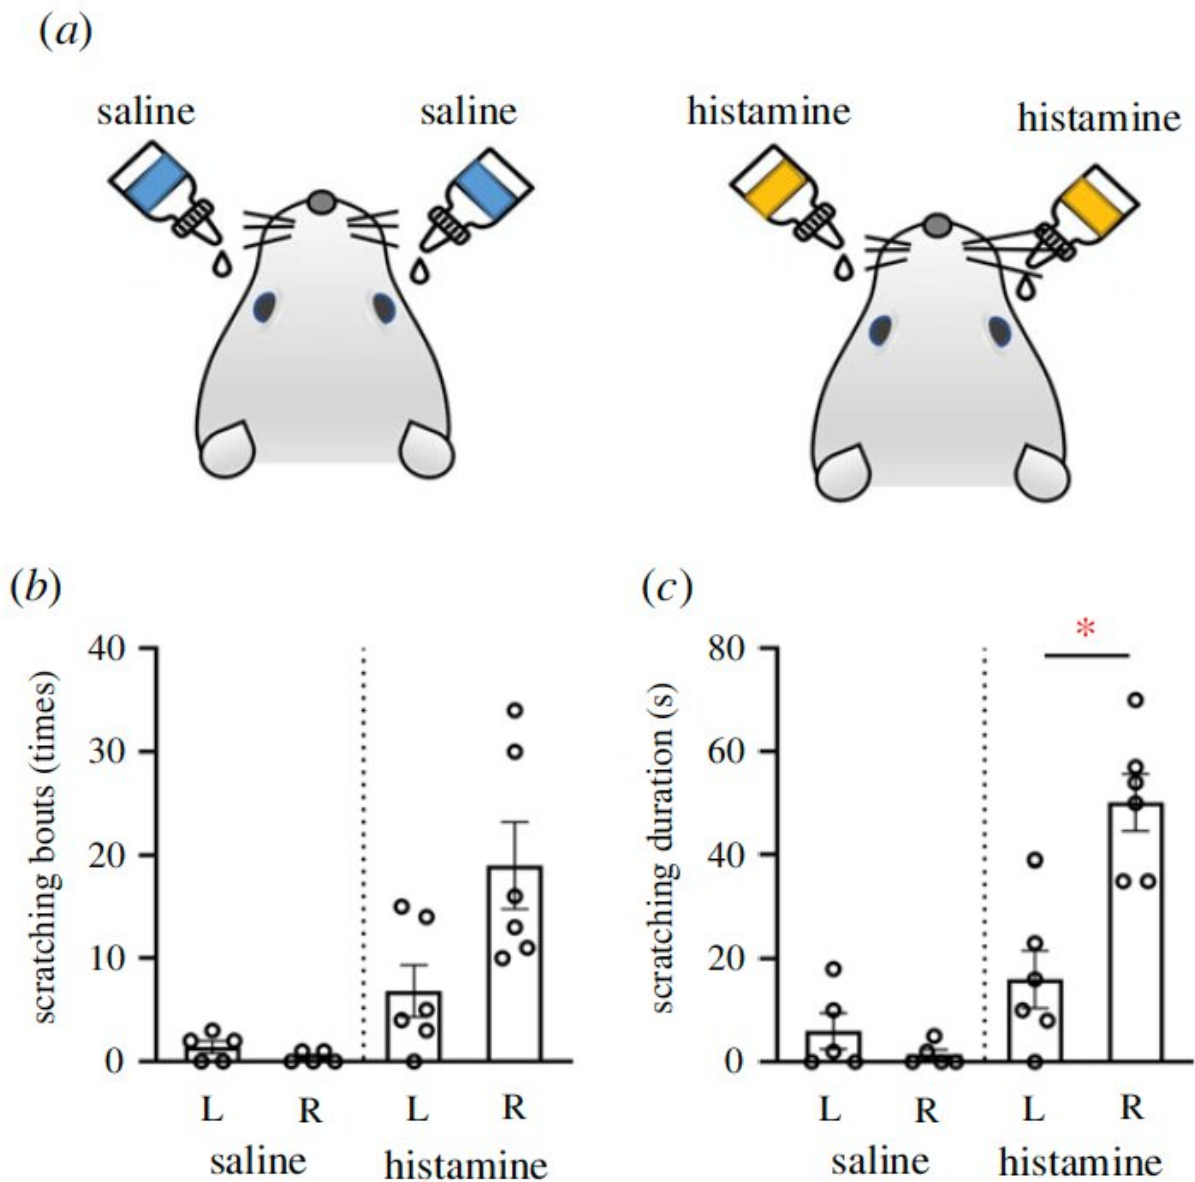 (a)
saline saline histamine histamine
(b)
scratching bouts (times)
40
30
20
10
0
L R L R
saline histamine
(c)
scratching duration (s)
80
60
40
20
0
*
L R L R
saline histamine